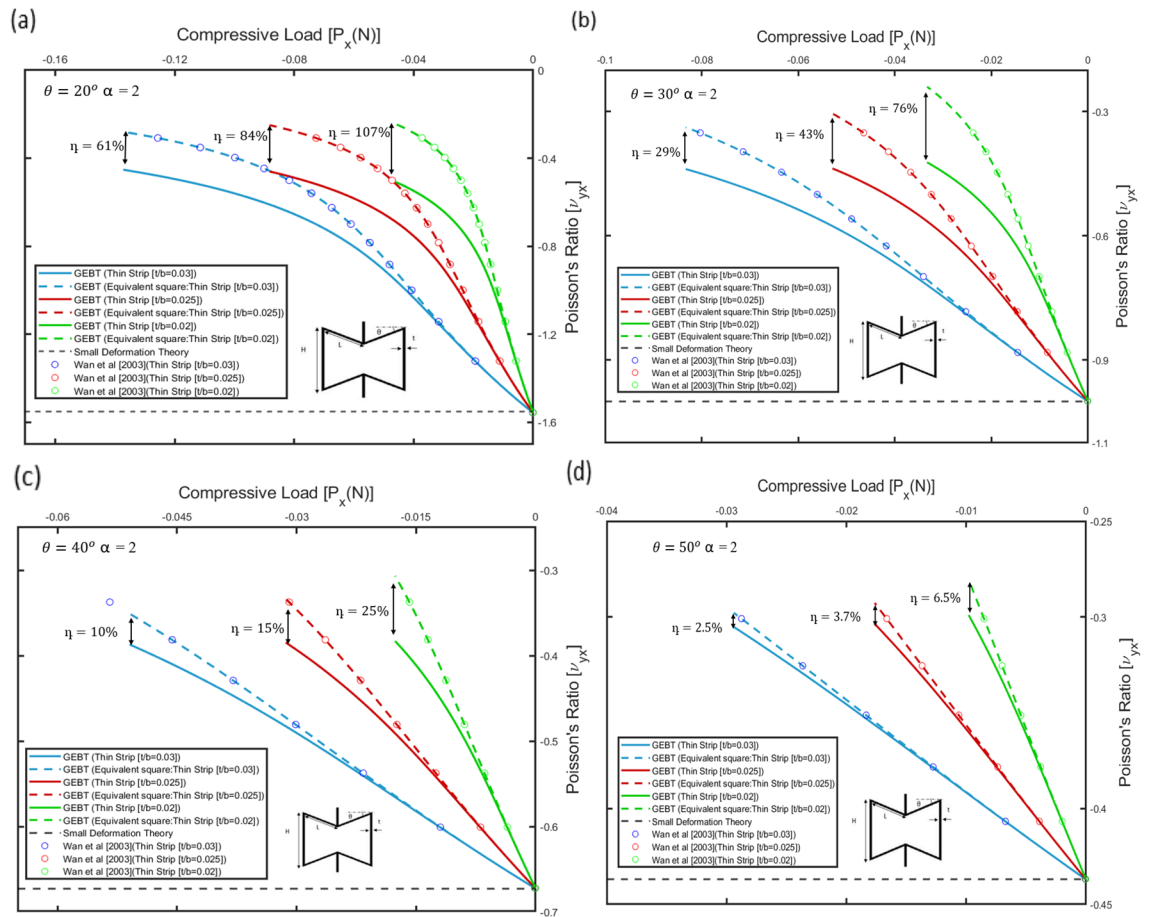 (a)
Compressive Load [P_x(N)]
-0.16 -0.12 -0.08 -0.04 0
θ = 20° α = 2
η = 61%
η = 84%
η = 107%
0
-0.4
-0.8
-1.2
-1.6
Poisson's Ratio [ν_yx]
GEBT (Thin Strip [t/b=0.03])
GEBT (Equivalent square:Thin Strip [t/b=0.03])
GEBT (Thin Strip [t/b=0.025])
GEBT (Equivalent square:Thin Strip [t/b=0.025])
GEBT (Thin Strip [t/b=0.02])
GEBT (Equivalent square:Thin Strip [t/b=0.02])
Small Deformation Theory
Wan et al [2003](Thin Strip [t/b=0.03])
Wan et al [2003](Thin Strip [t/b=0.025])
Wan et al [2003](Thin Strip [t/b=0.02])
H L θ t
(b)
Compressive Load [P_x(N)]
-0.1 -0.08 -0.06 -0.04 -0.02 0
θ = 30° α = 2
η = 29%
η = 43%
η = 76%
-0.3
-0.6
-0.9
-1.1
Poisson's Ratio [ν_yx]
GEBT (Thin Strip [t/b=0.03])
GEBT (Equivalent square:Thin Strip [t/b=0.03])
GEBT (Thin Strip [t/b=0.025])
GEBT (Equivalent square:Thin Strip [t/b=0.025])
GEBT (Thin Strip [t/b=0.02])
GEBT (Equivalent square:Thin Strip [t/b=0.02])
Small Deformation Theory
Wan et al [2003](Thin Strip [t/b=0.03])
Wan et al [2003](Thin Strip [t/b=0.025])
Wan et al [2003](Thin Strip [t/b=0.02])
H L θ t
(c)
Compressive Load [P_x(N)]
-0.06 -0.045 -0.03 -0.015 0
θ = 40° α = 2
η = 10%
η = 15%
η = 25%
-0.3
-0.4
-0.5
-0.6
-0.7
Poisson's Ratio [ν_yx]
GEBT (Thin Strip [t/b=0.03])
GEBT (Equivalent square:Thin Strip [t/b=0.03])
GEBT (Thin Strip [t/b=0.025])
GEBT (Equivalent square:Thin Strip [t/b=0.025])
GEBT (Thin Strip [t/b=0.02])
GEBT (Equivalent square:Thin Strip [t/b=0.02])
Small Deformation Theory
Wan et al [2003](Thin Strip [t/b=0.03])
Wan et al [2003](Thin Strip [t/b=0.025])
Wan et al [2003](Thin Strip [t/b=0.02])
H L θ t
(d)
Compressive Load [P_x(N)]
-0.04 -0.03 -0.02 -0.01 0
θ = 50° α = 2
η = 2.5%
η = 3.7%
η = 6.5%
-0.25
-0.3
-0.4
-0.45
Poisson's Ratio [ν_yx]
GEBT (Thin Strip [t/b=0.03])
GEBT (Equivalent square:Thin Strip [t/b=0.03])
GEBT (Thin Strip [t/b=0.025])
GEBT (Equivalent square:Thin Strip [t/b=0.025])
GEBT (Thin Strip [t/b=0.02])
GEBT (Equivalent square:Thin Strip [t/b=0.02])
Small Deformation Theory
Wan et al [2003](Thin Strip [t/b=0.03])
Wan et al [2003](Thin Strip [t/b=0.025])
Wan et al [2003](Thin Strip [t/b=0.02])
H L θ t